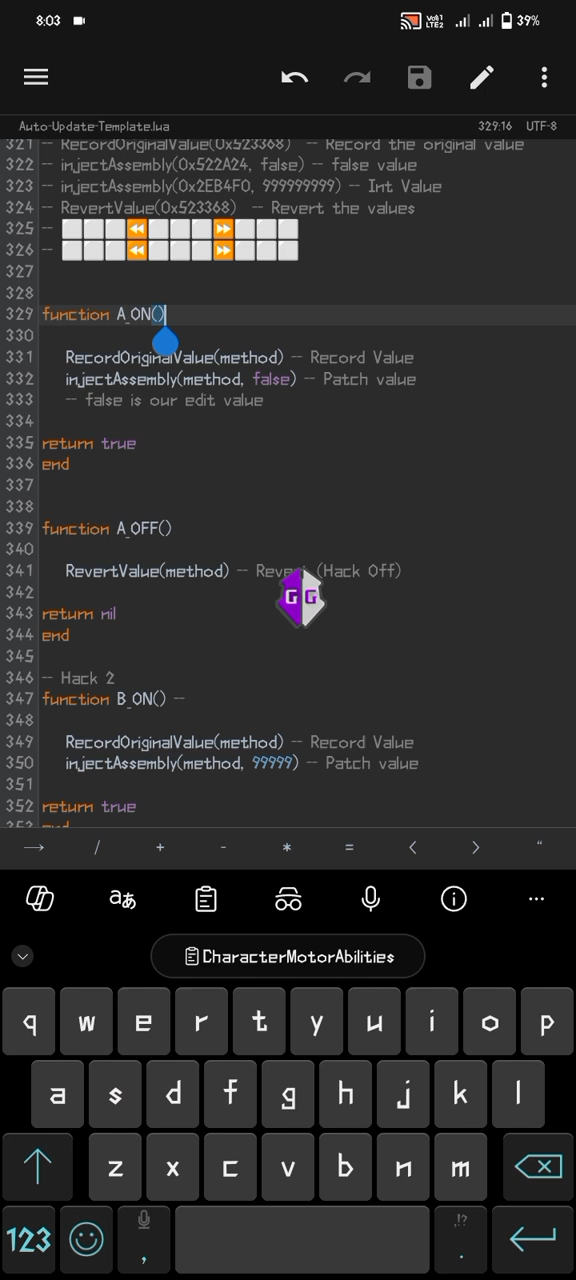 8:03 Vo1 LTE2 39%
Auto-Update-Template.lua 329:16 UTF-8
321 -- RecordOriginalValue(0x523368) -- Record the original value
322 -- injectAssembly(0x522A24, false) -- false value
323 -- injectAssembly(0x2EB4F0, 999999999) -- Int Value
324 -- RevertValue(0x523368) -- Revert the values
325 -- ⬜⬜⬜⏪⬜⬜⬜⏩⬜⬜⬜
326 -- ⬜⬜⬜⏪⬜⬜⬜⏩⬜⬜⬜
327
328
329 function A_ON()
330
331 RecordOriginalValue(method) -- Record Value
332 injectAssembly(method, false) -- Patch value
333 -- false is our edit value
334
335 return true
336 end
337
338
339 function A_OFF()
340
341 RevertValue(method) -- Revert (Hack Off)
342
343 return nil
344 end
345
346 -- Hack 2
347 function B_ON() --
348
349 RecordOriginalValue(method) -- Record Value
350 injectAssembly(method, 99999) -- Patch value
351
352 return true
353 end
GG
→ / + - * = < > "
CharacterMotorAbilities
q w e r t y u i o p
a s d f g h j k l
z x c v b n m
123 , !? .